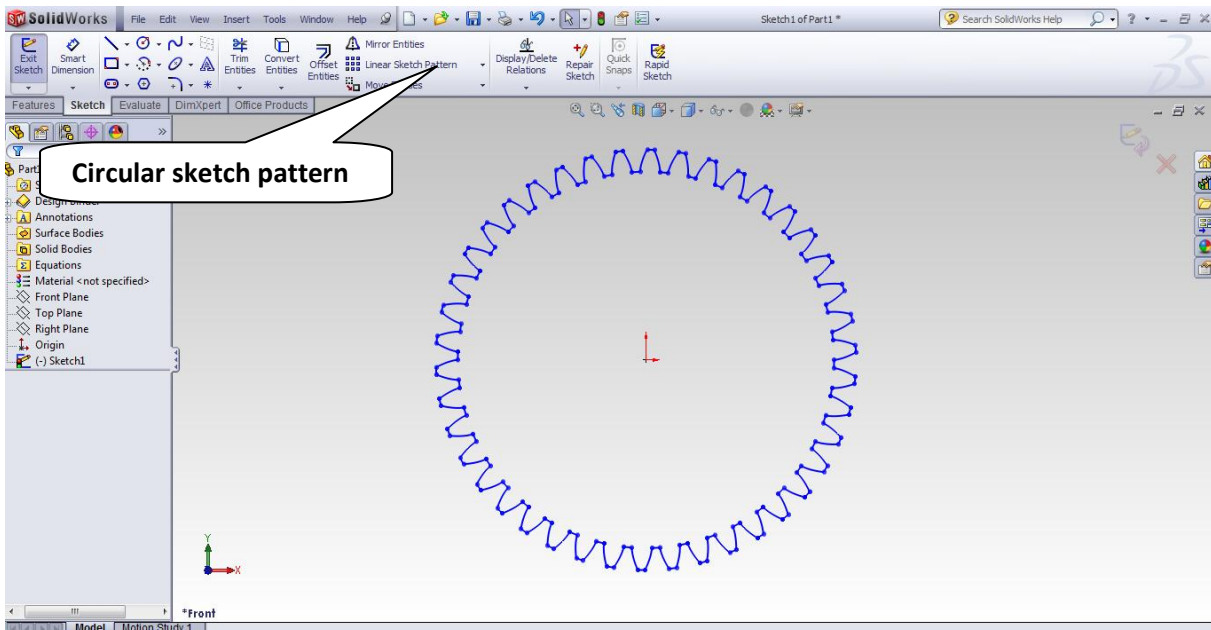 SolidWorks File Edit View Insert Tools Window Help Sketch1 of Part1 * Search SolidWorks Help
Exit Sketch
Smart Dimension
Trim Entities
Convert Entities
Offset Entities
Mirror Entities
Linear Sketch Pattern
Display/Delete Relations
Repair Sketch
Quick Snaps
Rapid Sketch
Features Sketch Evaluate DimXpert Office Products
Circular sketch pattern
Annotations
Surface Bodies
Solid Bodies
Equations
Material <not specified>
Front Plane
Top Plane
Right Plane
Origin
(-) Sketch1
Y
X
*Front
Model Motion Study 1